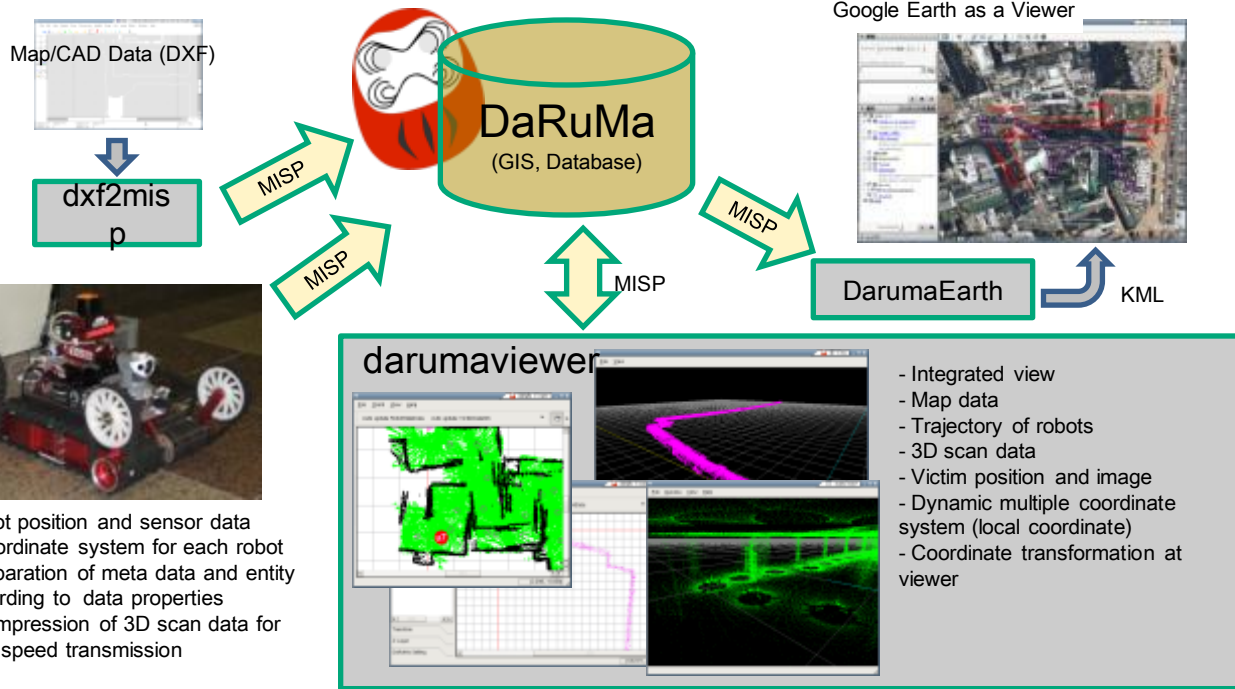 Google Earth as a Viewer
Map/CAD Data (DXF)
DaRuMa
(GIS, Database)
MISP
dxf2mis
p
MISP
MISP
MISP
DarumaEarth
KML
darumaviewer
- Integrated view
- Map data
- Trajectory of robots
- 3D scan data
- Victim position and image
- Dynamic multiple coordinate
system (local coordinate)
- Coordinate transformation at
viewer
ot position and sensor data
ordinate system for each robot
paration of meta data and entity
rding to data properties
mpression of 3D scan data for
speed transmission